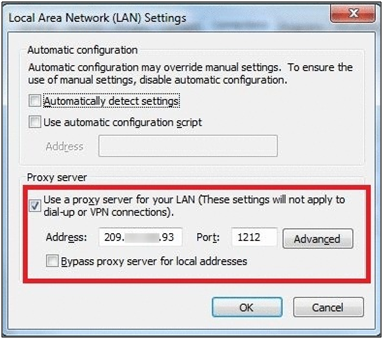 Local Area Network (LAN) Settings
Automatic configuration
Automatic configuration may override manual settings. To ensure the
use of manual settings, disable automatic configuration.
Automatically detect settings
Use automatic configuration script
Address
Proxy server
Use a proxy server for your LAN (These settings will not apply to
dial-up or VPN connections).
Address: 209. .93 Port: 1212 Advanced
Bypass proxy server for local addresses
OK Cancel